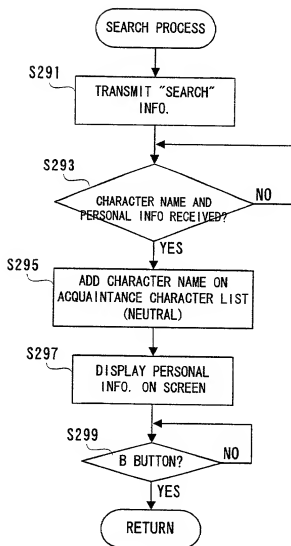 SEARCH PROCESS
S291
TRANSMIT "SEARCH"
INFO.
S293
CHARACTER NAME AND
PERSONAL INFO RECEIVED?
NO
YES
S295
ADD CHARACTER NAME ON
ACQUAINTANCE CHARACTER LIST
(NEUTRAL)
S297
DISPLAY PERSONAL
INFO. ON SCREEN
S299
B BUTTON?
NO
YES
RETURN